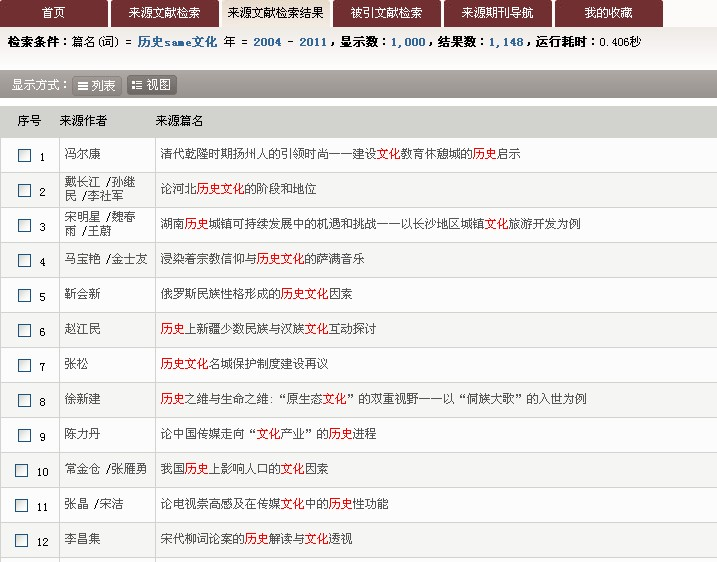 首页 来源文献检索 来源文献检索结果 被引文献检索 来源期刊导航 我的收藏
检索条件：篇名(词) = 历史same文化 年 = 2004 - 2011，显示数：1,000，结果数：1,148，运行耗时：0.406秒
显示方式： 列表 视图
序号 来源作者 来源篇名
1 冯尔康 清代乾隆时期扬州人的引领时尚——建设文化教育休憩城的历史启示
2 戴长江 /孙继民 /李社军 论河北历史文化的阶段和地位
3 宋明星 /魏春雨 /王蔚 湖南历史城镇可持续发展中的机遇和挑战——以长沙地区城镇文化旅游开发为例
4 马宝艳 /金士友 浸染着宗教信仰与历史文化的萨满音乐
5 靳会新 俄罗斯民族性格形成的历史文化因素
6 赵江民 历史上新疆少数民族与汉族文化互动探讨
7 张松 历史文化名城保护制度建设再议
8 徐新建 历史之维与生命之维:“原生态文化”的双重视野——以“侗族大歌”的入世为例
9 陈力丹 论中国传媒走向“文化产业”的历史进程
10 常金仓 /张雁勇 我国历史上影响人口的文化因素
11 张晶 /宋洁 论电视崇高感及在传媒文化中的历史性功能
12 李昌集 宋代柳词论案的历史解读与文化透视